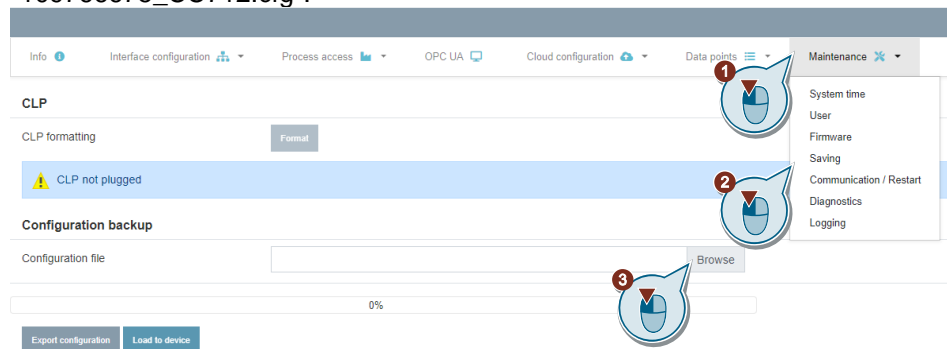 Info
Interface configuration
Process access
OPC UA
Cloud configuration
Data points
Maintenance
1
CLP
System time
User
CLP formatting
Format
Firmware
Saving
CLP not plugged
2
Communication / Restart
Diagnostics
Configuration backup
Logging
Configuration file
Browse
3
0%
Export configuration
Load to device